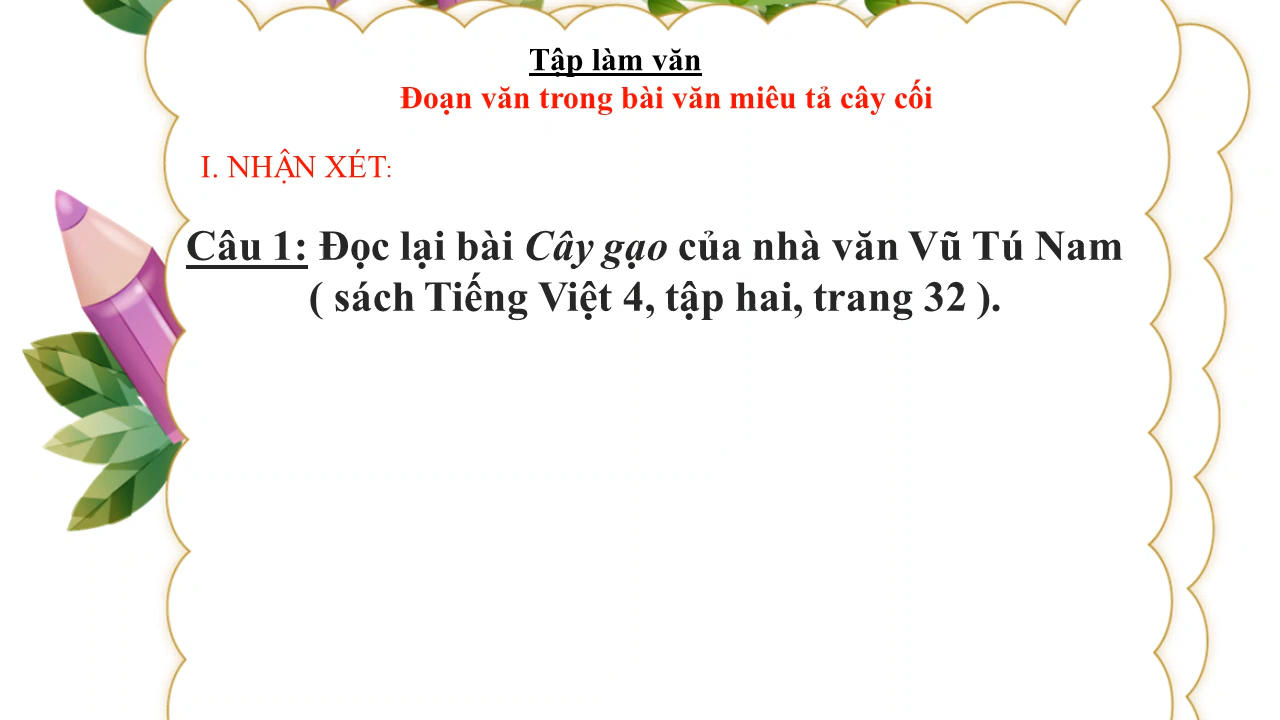 Tập làm văn
Đoạn văn trong bài văn miêu tả cây cối
I. NHẬN XÉT:
Câu 1: Đọc lại bài Cây gạo của nhà văn Vũ Tú Nam
( sách Tiếng Việt 4, tập hai, trang 32 ).